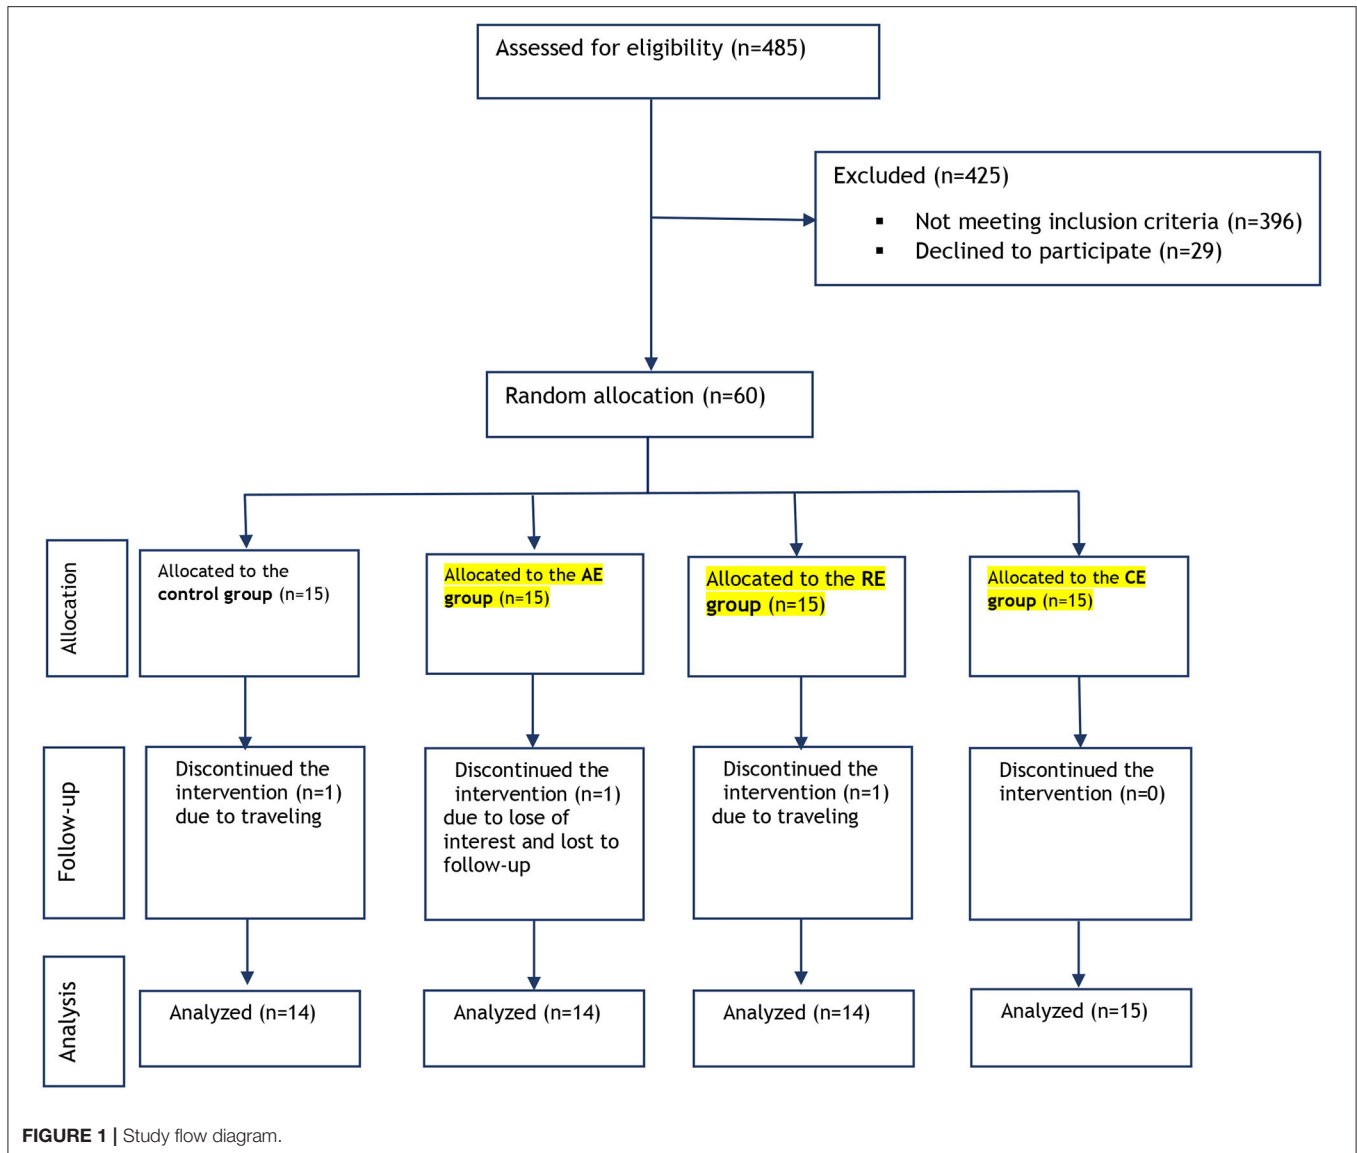 Assessed for eligibility (n=485)
Excluded (n=425)
▪ Not meeting inclusion criteria (n=396)
▪ Declined to participate (n=29)
Random allocation (n=60)
Allocation
Allocated to the
control group (n=15)
Allocated to the AE
group (n=15)
Allocated to the RE
group (n=15)
Allocated to the CE
group (n=15)
Follow-up
Discontinued the
intervention (n=1)
due to traveling
Discontinued the
intervention (n=1)
due to lose of
interest and lost to
follow-up
Discontinued the
intervention (n=1)
due to traveling
Discontinued the
intervention (n=0)
Analysis
Analyzed (n=14)
Analyzed (n=14)
Analyzed (n=14)
Analyzed (n=15)
FIGURE 1 | Study flow diagram.